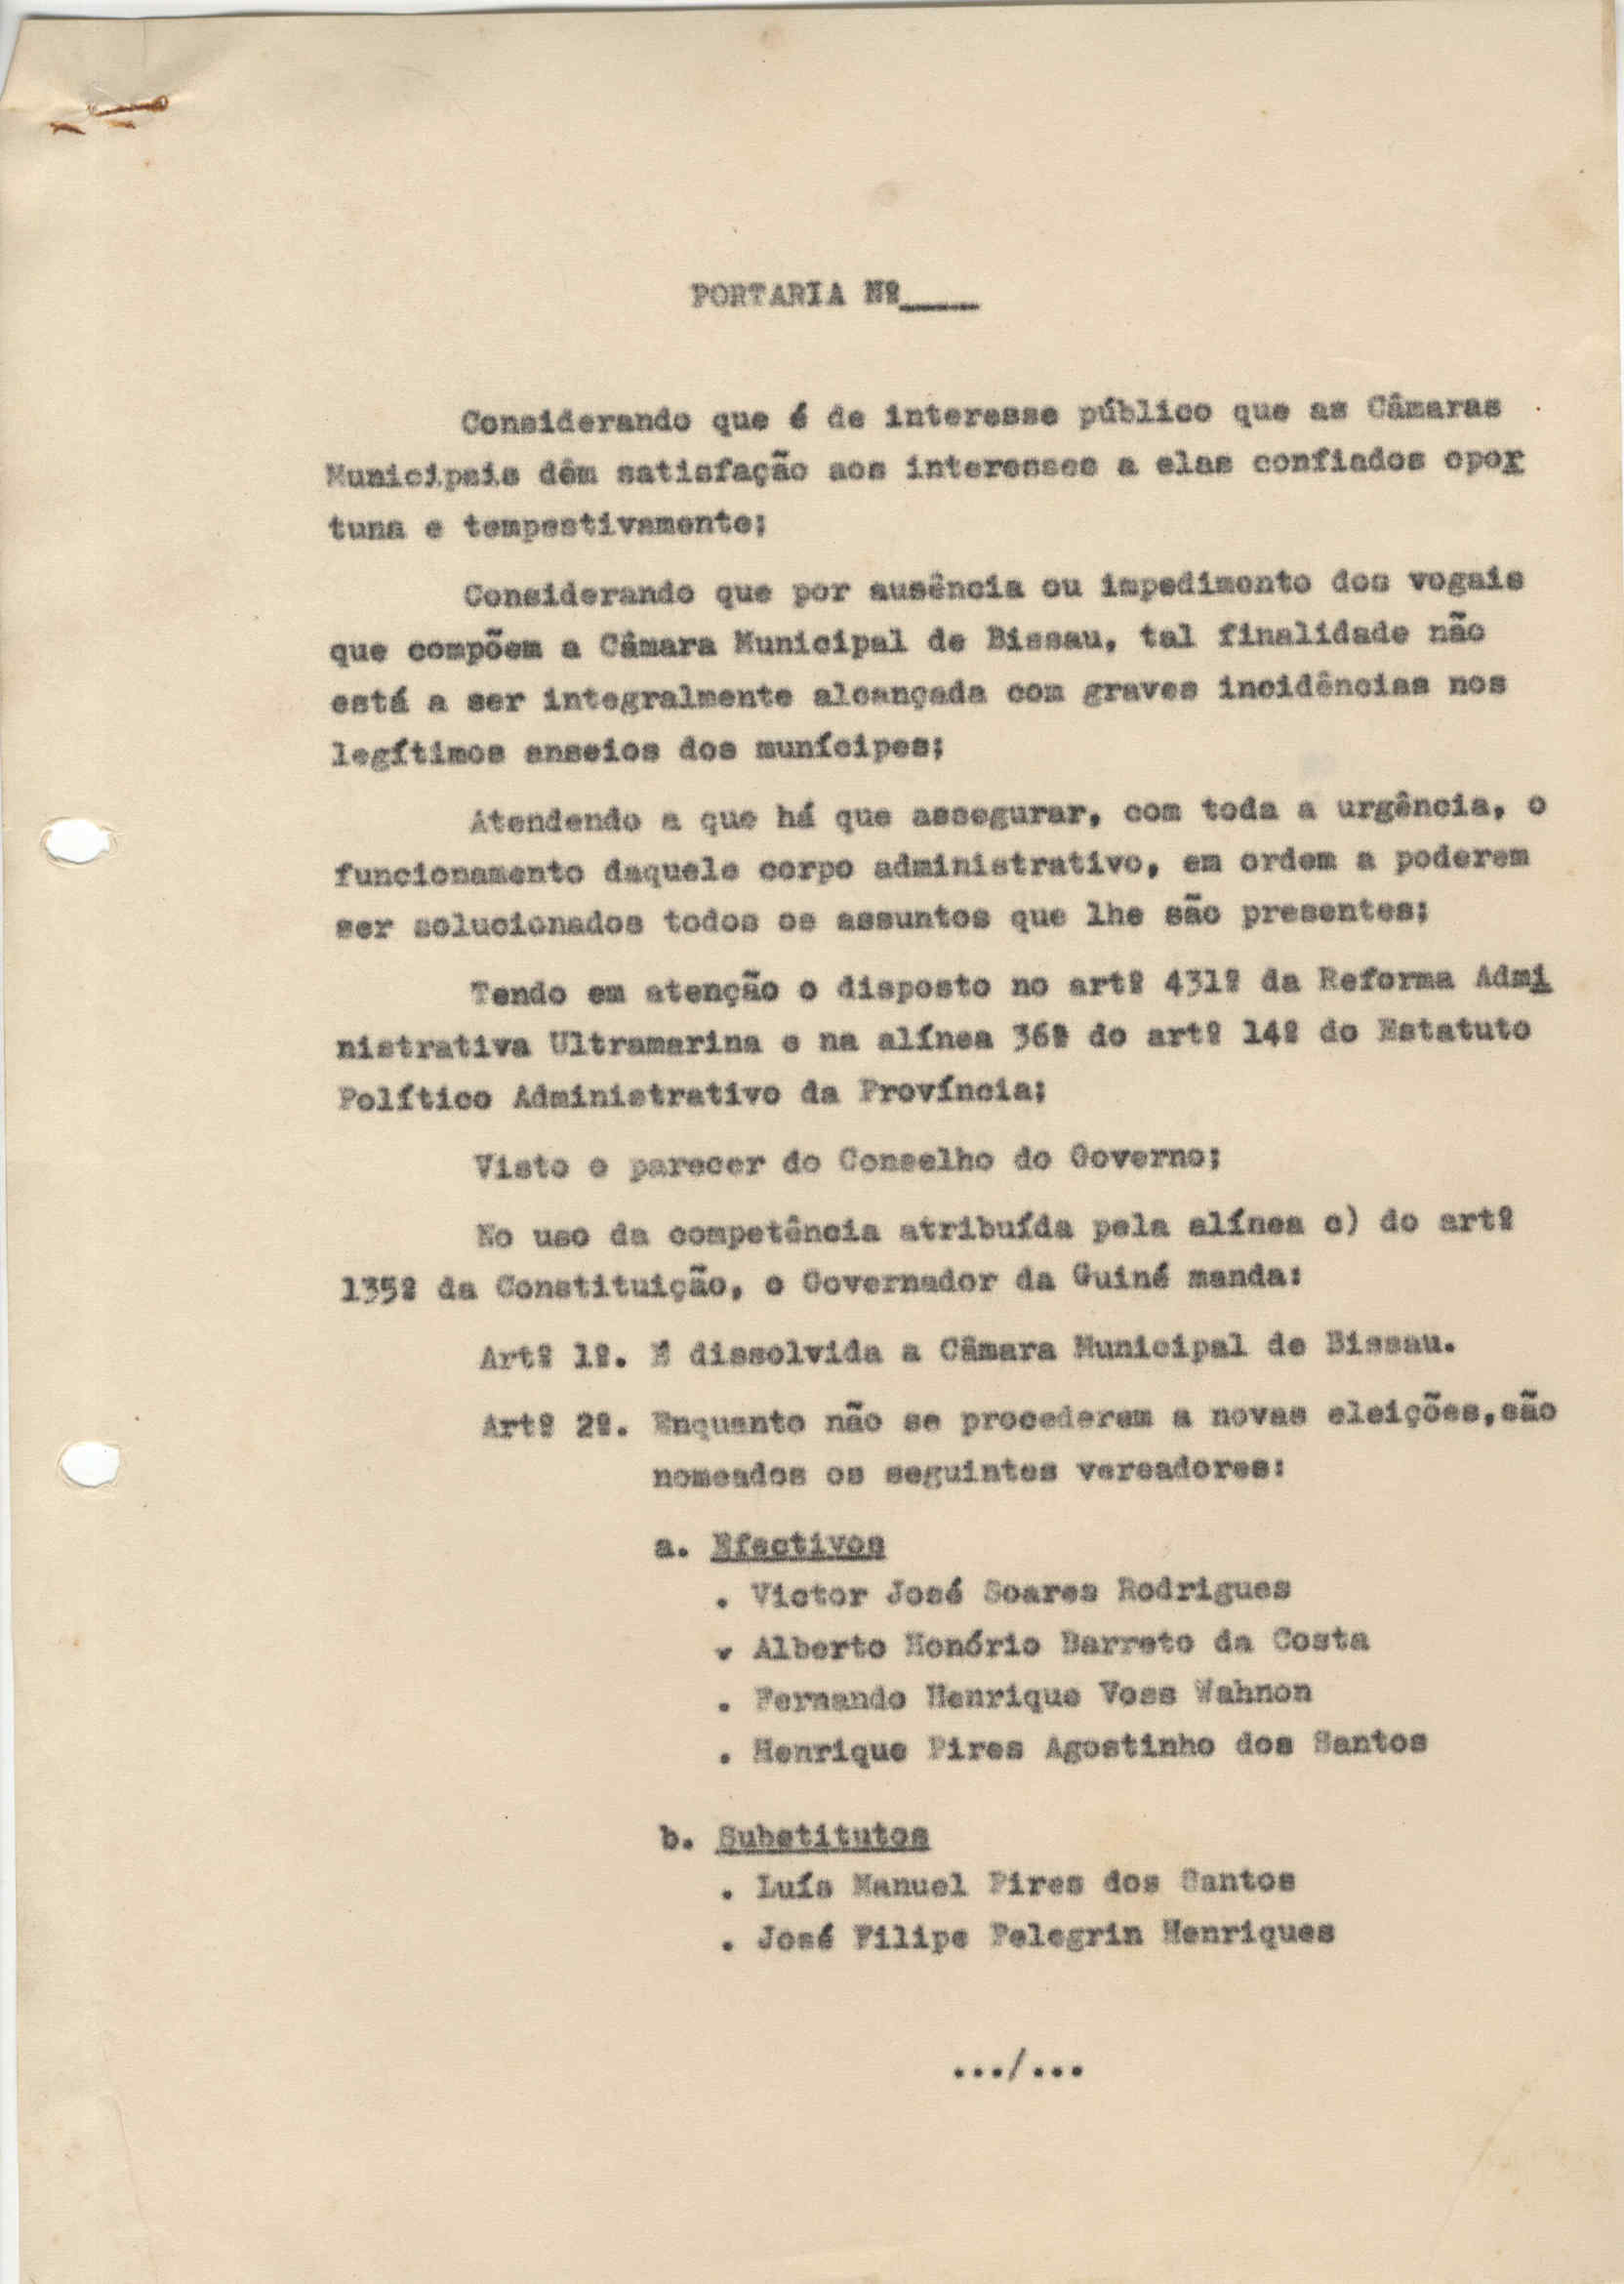 PORTARIA Nº____
Considerando que é de interesse público que as Câmaras
Municipais dêm satisfação aos interesses a elas confiados opor
tuna e tempestivamente;
Considerando que por ausência ou impedimento dos vogais
que compõem a Câmara Municipal de Bissau, tal finalidade não
está a ser integralmente alcançada com graves incidências nos
legítimos anseios dos munícipes;
Atendendo a que há que assegurar, com toda a urgência, o
funcionamento daquele corpo administrativo, em ordem a poderem
ser solucionados todos os assuntos que lhe são presentes;
Tendo em atenção o disposto no artº 431º da Reforma Admi
nistrativa Ultramarina e na alínea 36ª do artº 14º do Estatuto
Político Administrativo da Província;
Visto o parecer do Conselho do Governo;
No uso da competência atribuída pela alínea c) do artº
135º da Constituição, o Governador da Guiné manda:
Artº 1º. É dissolvida a Câmara Municipal de Bissau.
Artº 2º. Enquanto não se procederem a novas eleições,são
nomeados os seguintes vereadores:
a. Efectivos
. Victor José Soares Rodrigues
. Alberto Honório Barreto da Costa
. Fernando Henrique Voss Wahnon
. Henrique Pires Agostinho dos Santos
b. Substitutos
. Luís Manuel Pires dos Santos
. José Filipe Pelegrin Henriques
.../...